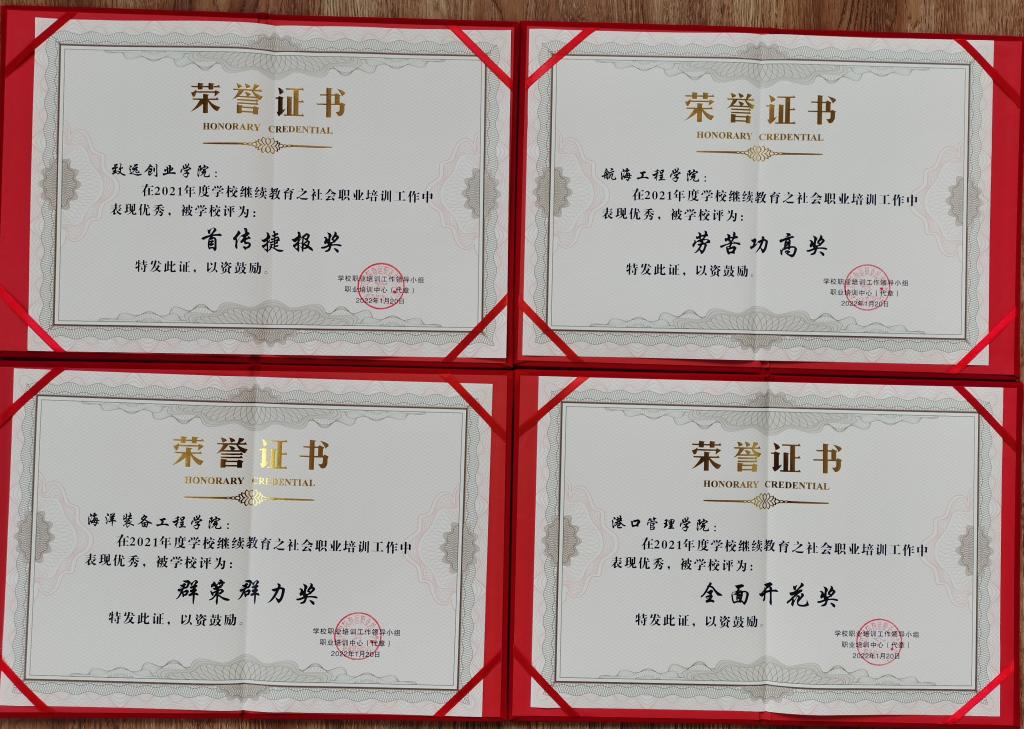 荣誉证书
HONORARY CREDENTIAL
致远创业学院：
在2021年度学校继续教育之社会职业培训工作中
表现优秀，被学校评为：
首传捷报奖
特发此证，以资鼓励。
学校职业培训工作领导小组
职业培训中心（代章）
2022年1月20日
荣誉证书
HONORARY CREDENTIAL
航海工程学院：
在2021年度学校继续教育之社会职业培训工作中
表现优秀，被学校评为：
劳苦功高奖
特发此证，以资鼓励。
学校职业培训工作领导小组
职业培训中心（代章）
2022年1月20日
荣誉证书
HONORARY CREDENTIAL
海洋装备工程学院：
在2021年度学校继续教育之社会职业培训工作中
表现优秀，被学校评为：
群策群力奖
特发此证，以资鼓励。
学校职业培训工作领导小组
职业培训中心（代章）
2022年1月20日
荣誉证书
HONORARY CREDENTIAL
港口管理学院：
在2021年度学校继续教育之社会职业培训工作中
表现优秀，被学校评为：
全面开花奖
特发此证，以资鼓励。
学校职业培训工作领导小组
职业培训中心（代章）
2022年1月20日